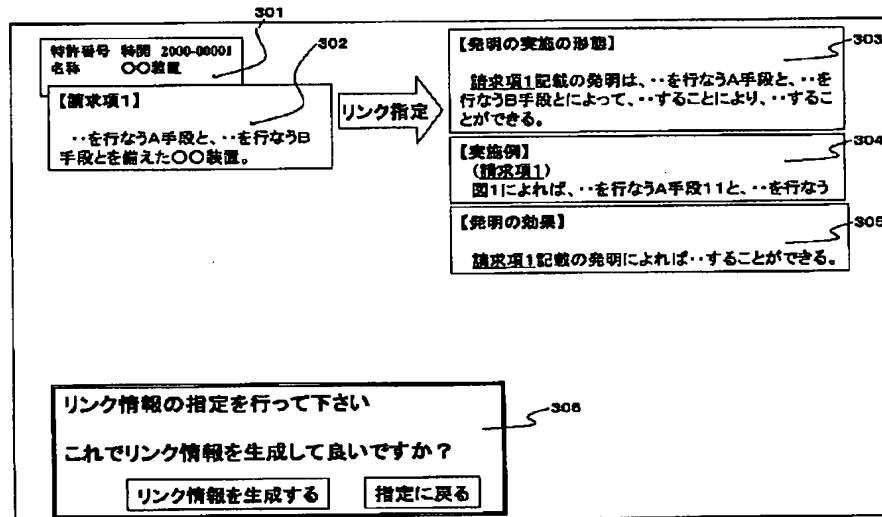 301
特許番号 特開 2000-00001
名称 〇〇装置
302
【請求項1】
・・を行なうA手段と、・・を行なうB
手段とを備えた〇〇装置。
リンク指定
303
【発明の実施の形態】
請求項1記載の発明は、・・を行なうA手段と、・・を
行なうB手段とによって、・・することにより、・・するこ
とができる。
304
【実施例】
(請求項1)
図1によれば、・・を行なうA手段11と、・・を行なう
305
【発明の効果】
請求項1記載の発明によれば・・することができる。
306
リンク情報の指定を行って下さい
これでリンク情報を生成して良いですか？
リンク情報を生成する 指定に戻る